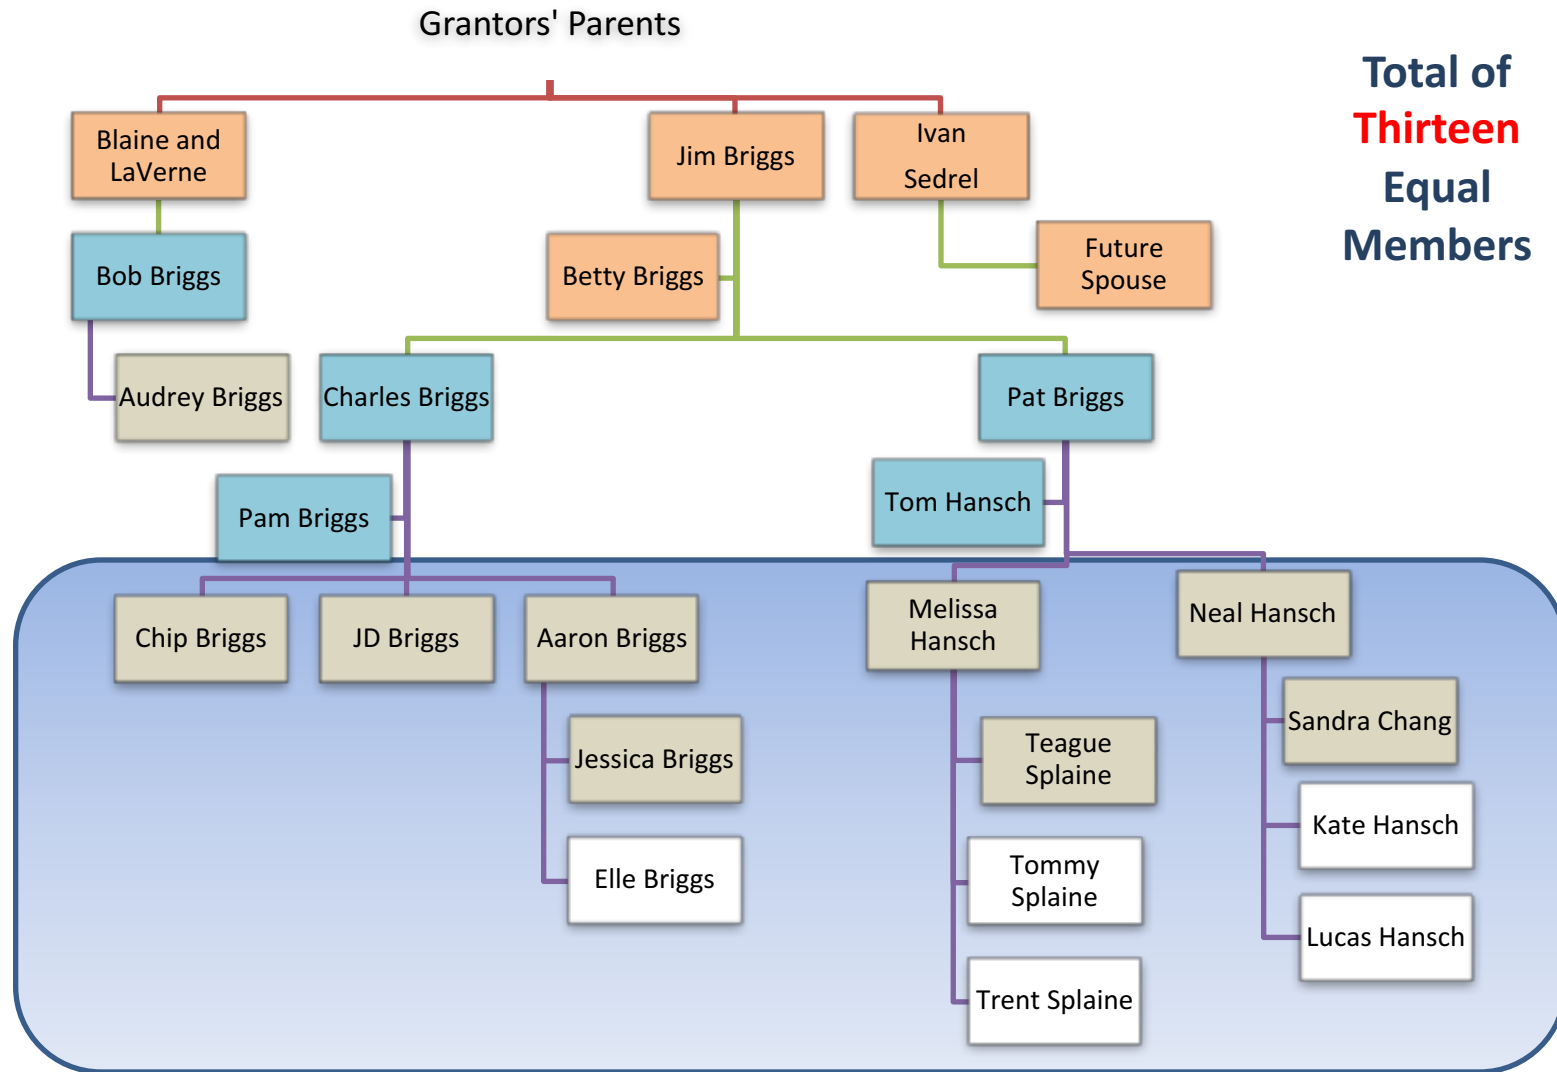 Grantors' Parents
Total of
Thirteen
Equal
Members
Blaine and
LaVerne
Jim Briggs
Ivan
Sedrel
Bob Briggs
Betty Briggs
Future
Spouse
Audrey Briggs
Charles Briggs
Pat Briggs
Pam Briggs
Tom Hansch
Chip Briggs
JD Briggs
Aaron Briggs
Melissa
Hansch
Neal Hansch
Jessica Briggs
Teague
Splaine
Sandra Chang
Elle Briggs
Tommy
Splaine
Kate Hansch
Trent Splaine
Lucas Hansch